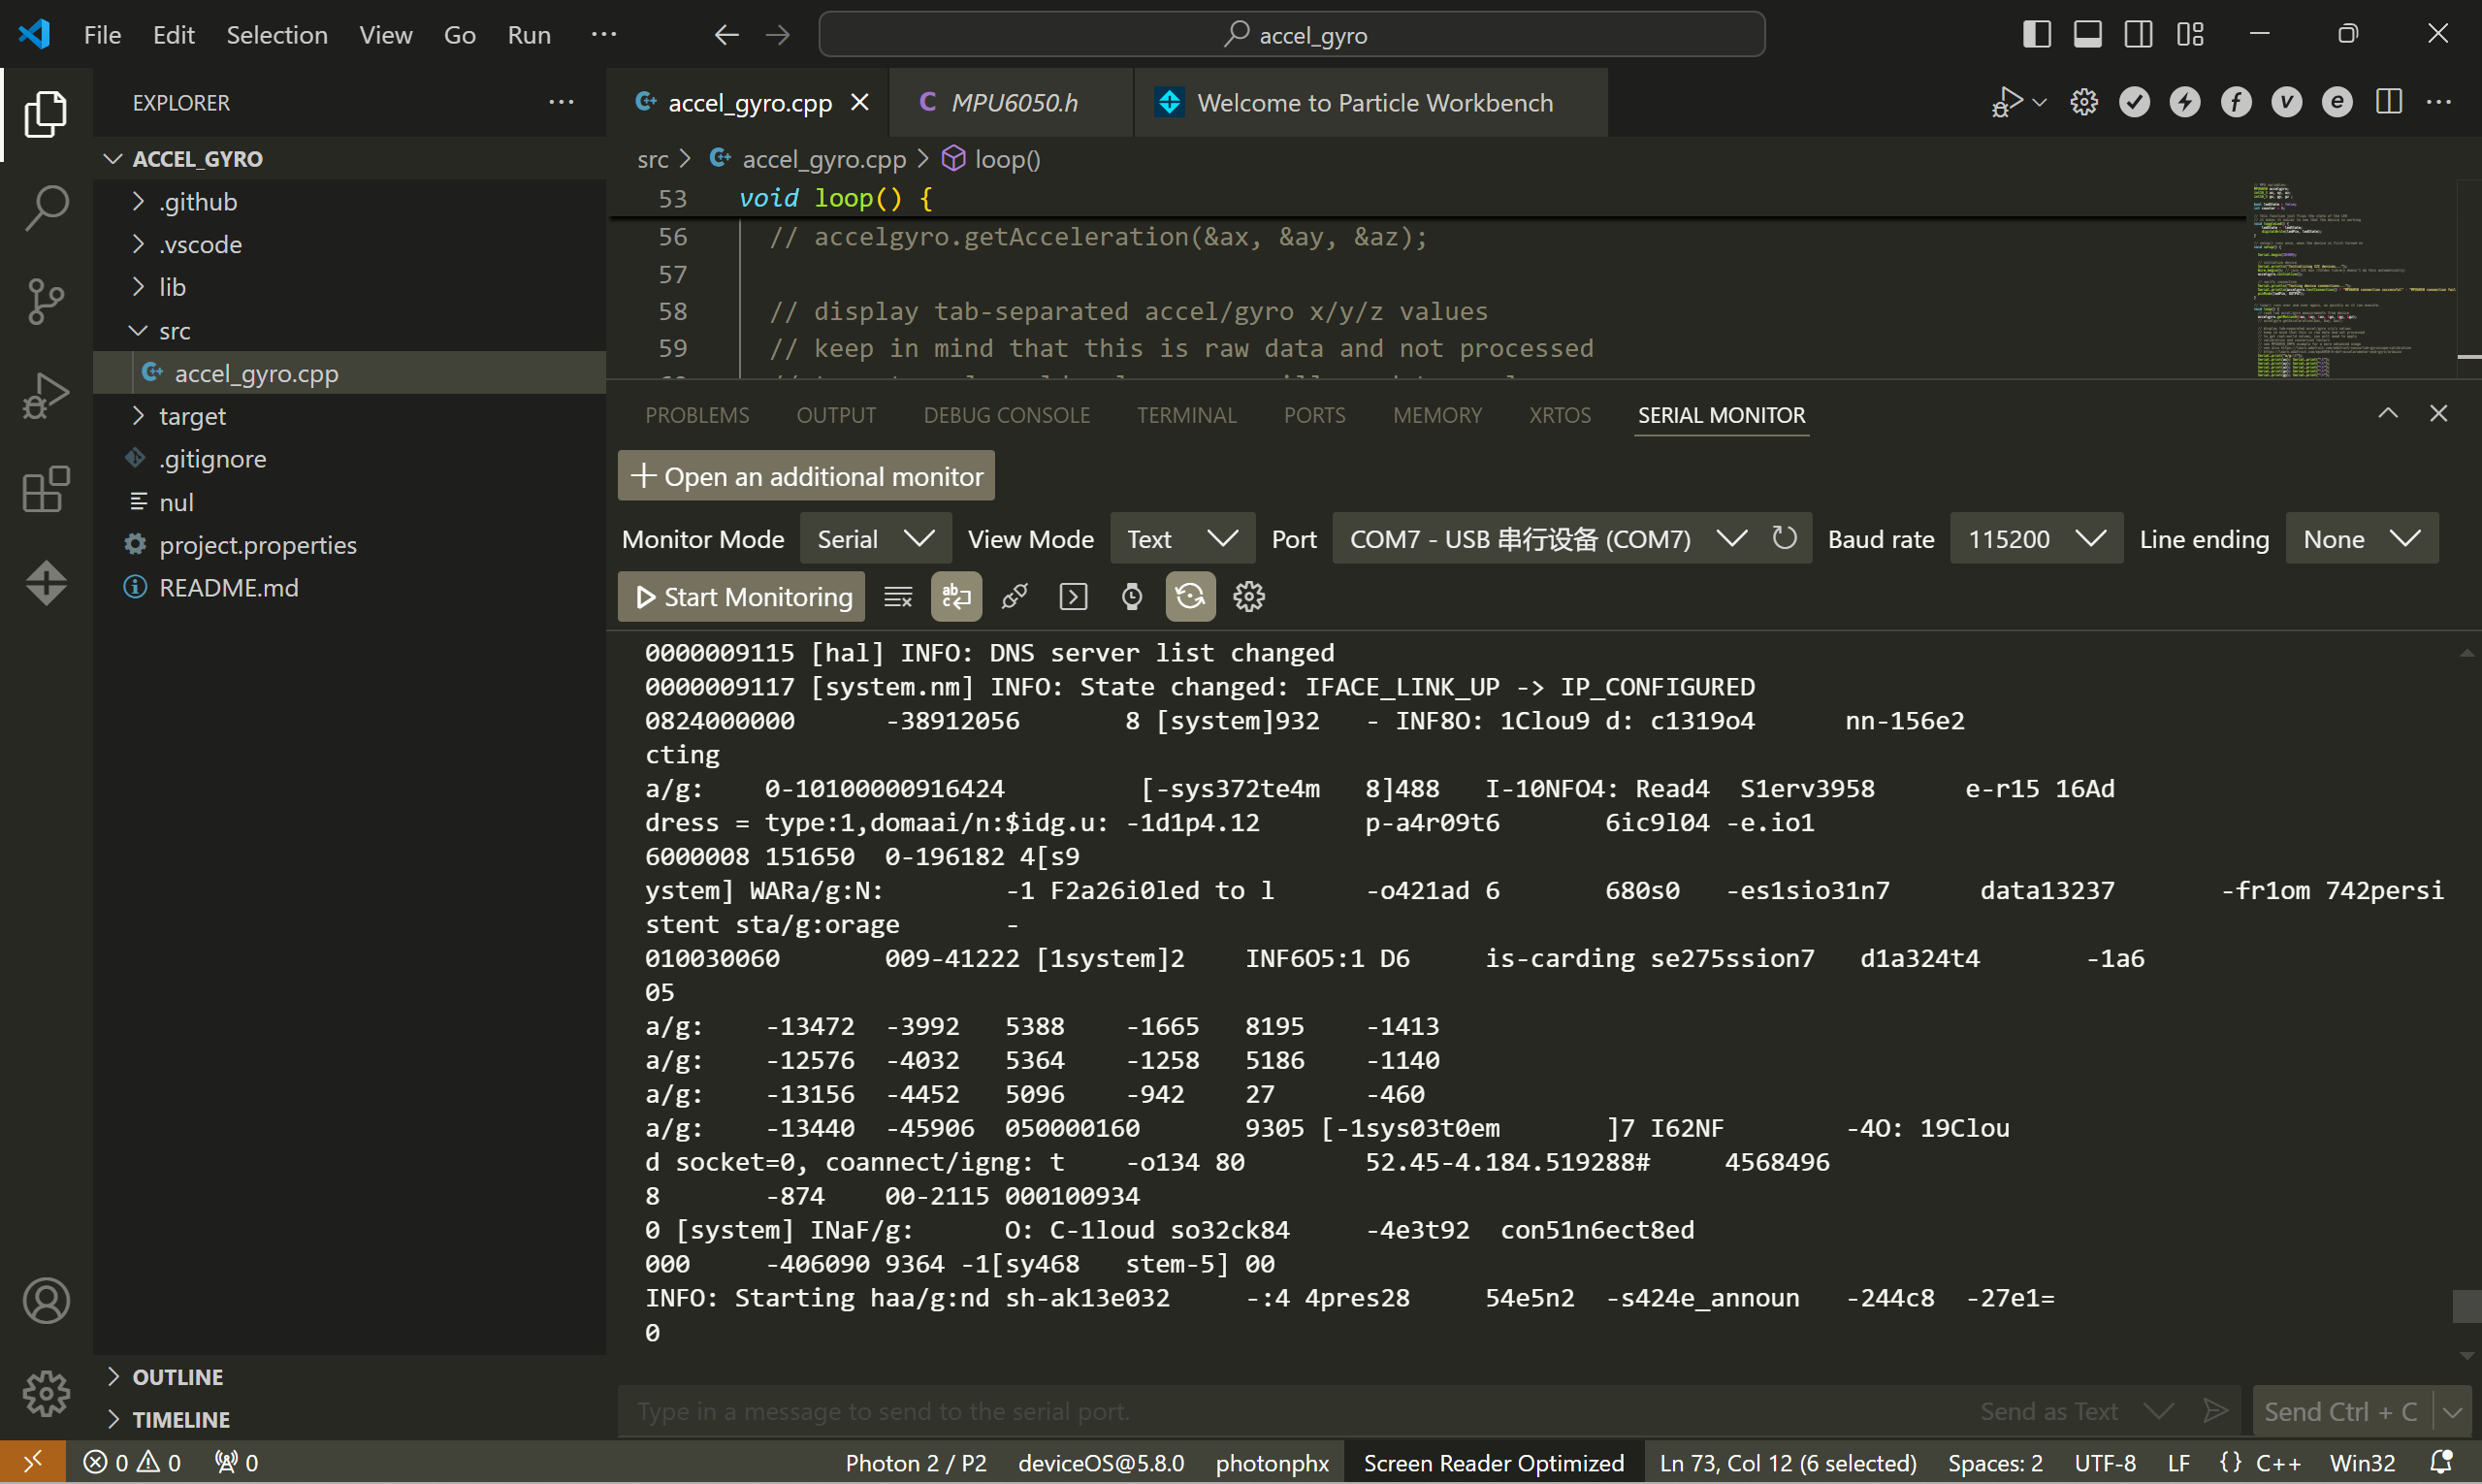 File Edit Selection View Go Run ···
accel_gyro
EXPLORER
accel_gyro.cpp
MPU6050.h
Welcome to Particle Workbench
ACCEL_GYRO
.github
.vscode
lib
src
accel_gyro.cpp
target
.gitignore
nul
project.properties
README.md
OUTLINE
TIMELINE
src > accel_gyro.cpp > loop()
53 void loop() {
56 // accelgyro.getAcceleration(&ax, &ay, &az);
57
58 // display tab-separated accel/gyro x/y/z values
59 // keep in mind that this is raw data and not processed
PROBLEMS OUTPUT DEBUG CONSOLE TERMINAL PORTS MEMORY XRTOS SERIAL MONITOR
Open an additional monitor
Monitor Mode Serial View Mode Text Port COM7 - USB 串行设备 (COM7) Baud rate 115200 Line ending None
Start Monitoring
0000009115 [hal] INFO: DNS server list changed
0000009117 [system.nm] INFO: State changed: IFACE_LINK_UP -> IP_CONFIGURED
0824000000 -38912056 8 [system]932 - INF8O: 1Clou9 d: c1319o4 nn-156e2
cting
a/g: 0-10100000916424 [-sys372te4m 8]488 I-10NFO4: Read4 S1erv3958 e-r15 16Ad
dress = type:1,domaai/n:$idg.u: -1d1p4.12 p-a4r09t6 6ic9l04 -e.io1
6000008 151650 0-196182 4[s9
ystem] WARa/g:N: -1 F2a26i0led to l -o421ad 6 680s0 -es1sio31n7 data13237 -fr1om 742persi
stent sta/g:orage -
010030060 009-41222 [1system]2 INF6O5:1 D6 is-carding se275ssion7 d1a324t4 -1a6
05
a/g: -13472 -3992 5388 -1665 8195 -1413
a/g: -12576 -4032 5364 -1258 5186 -1140
a/g: -13156 -4452 5096 -942 27 -460
a/g: -13440 -45906 050000160 9305 [-1sys03t0em ]7 I62NF -4O: 19Clou
d socket=0, coannect/igng: t -o134 80 52.45-4.184.519288# 4568496
8 -874 00-2115 000100934
0 [system] INaF/g: O: C-1loud so32ck84 -4e3t92 con51n6ect8ed
000 -406090 9364 -1[sy468 stem-5] 00
INFO: Starting haa/g:nd sh-ak13e032 -:4 4pres28 54e5n2 -s424e_announ -244c8 -27e1=
0
Type in a message to send to the serial port.
Send as Text
Send Ctrl + C
0 0 0
Photon 2 / P2 deviceOS@5.8.0 photonphx Screen Reader Optimized Ln 73, Col 12 (6 selected) Spaces: 2 UTF-8 LF {} C++ Win32